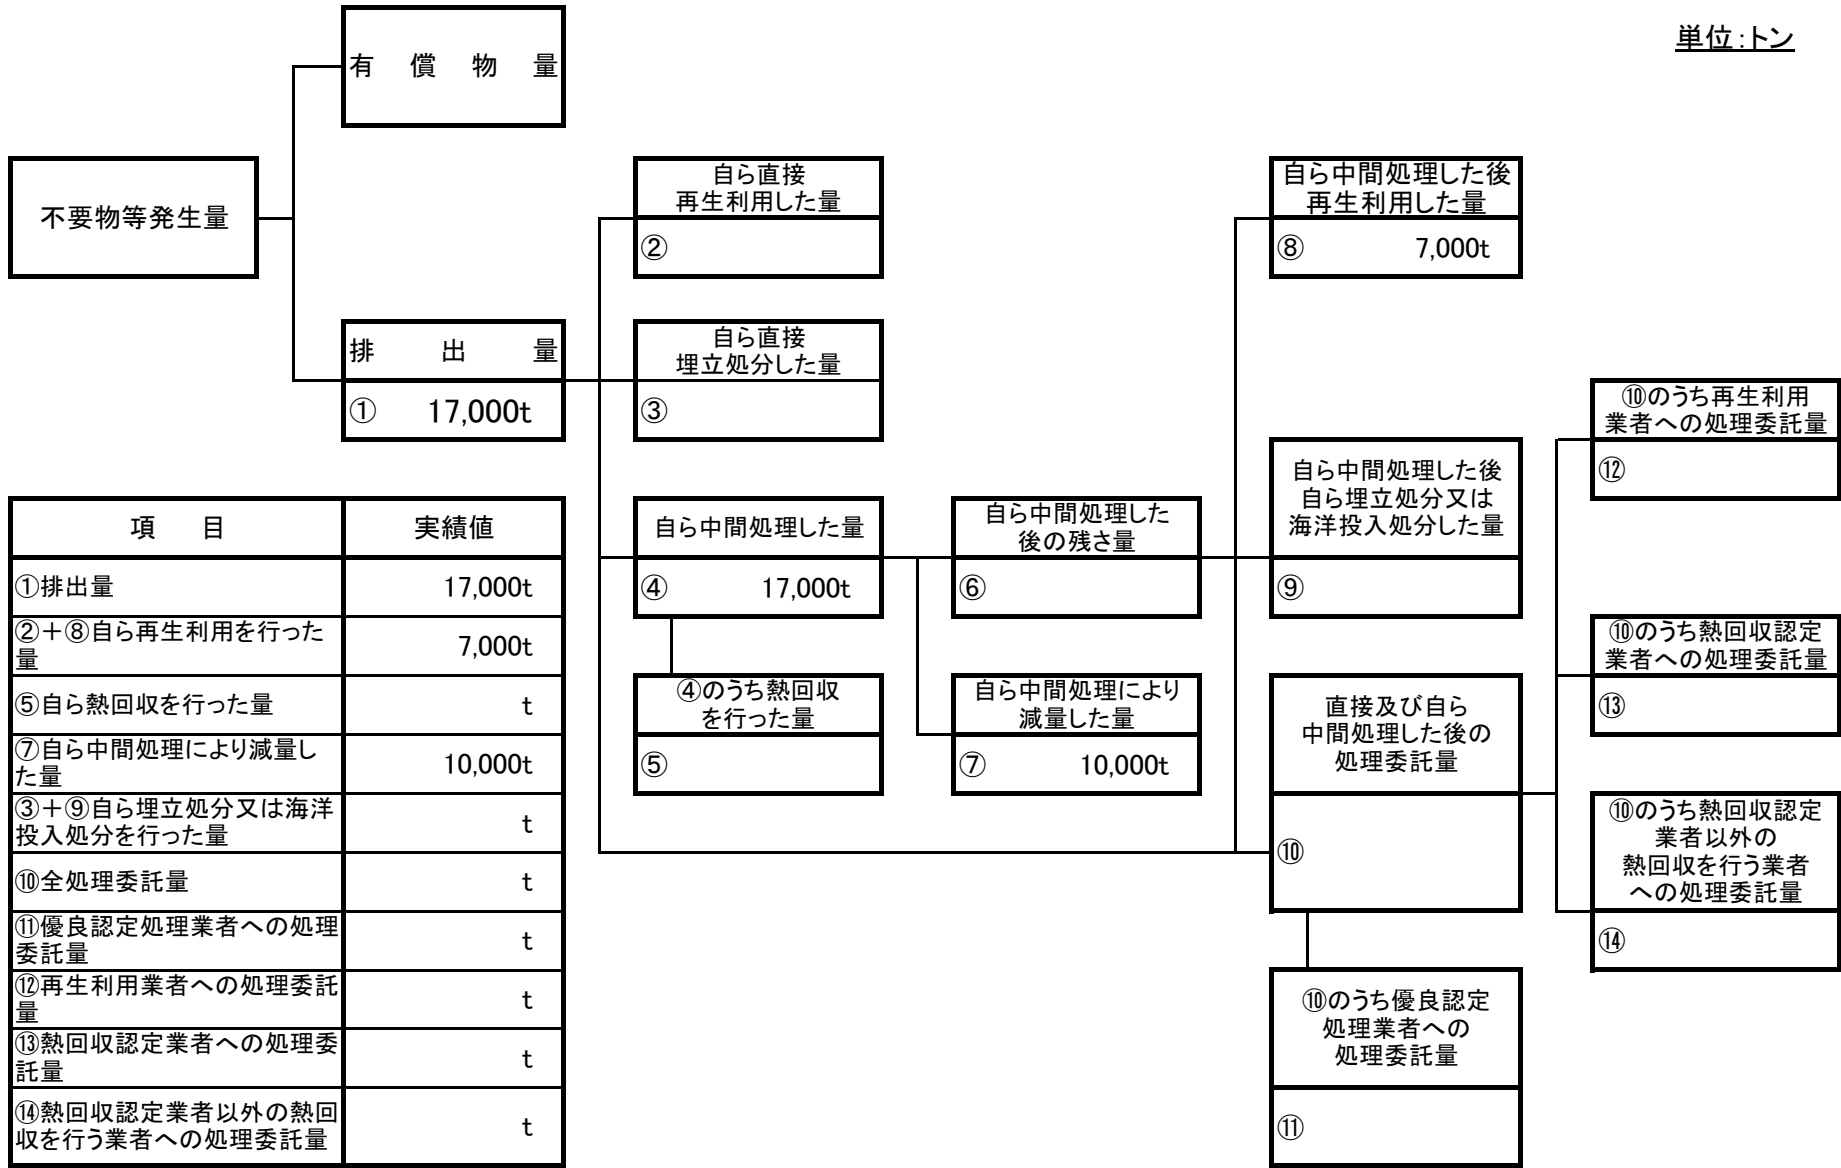 単位:トン
有償物量
不要物等発生量
排出量
① 17,000t
自ら直接
再生利用した量
②
自ら直接
埋立処分した量
③
自ら中間処理した量
④ 17,000t
④のうち熱回収
を行った量
⑤
自ら中間処理した
後の残さ量
⑥
自ら中間処理により
減量した量
⑦ 10,000t
自ら中間処理した後
再生利用した量
⑧ 7,000t
自ら中間処理した後
自ら埋立処分又は
海洋投入処分した量
⑨
直接及び自ら
中間処理した後の
処理委託量
⑩
⑩のうち優良認定
処理業者への
処理委託量
⑪
⑩のうち再生利用
業者への処理委託量
⑫
⑩のうち熱回収認定
業者への処理委託量
⑬
⑩のうち熱回収認定
業者以外の
熱回収を行う業者
への処理委託量
⑭
項目 実績値
①排出量 17,000t
②+⑧自ら再生利用を行った
量 7,000t
⑤自ら熱回収を行った量 t
⑦自ら中間処理により減量し
た量 10,000t
③+⑨自ら埋立処分又は海洋
投入処分を行った量 t
⑩全処理委託量 t
⑪優良認定処理業者への処理
委託量 t
⑫再生利用業者への処理委託
量 t
⑬熱回収認定業者への処理委
託量 t
⑭熱回収認定業者以外の熱回
収を行う業者への処理委託量 t